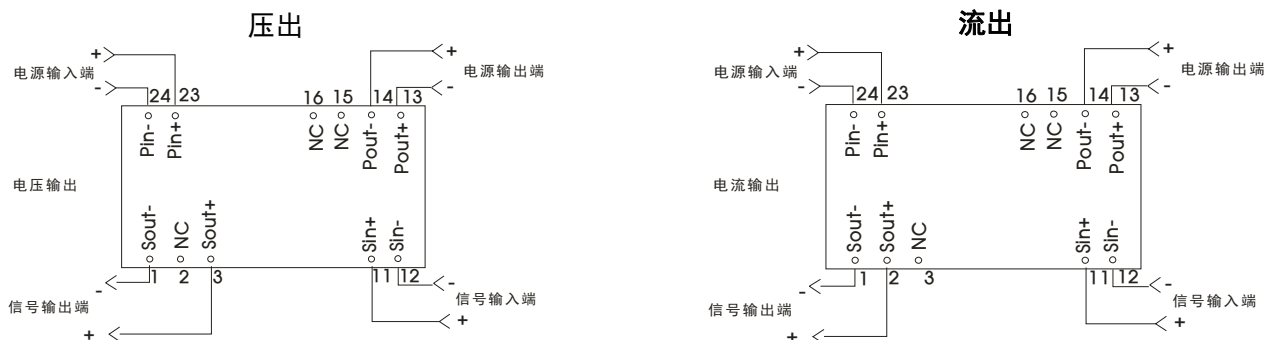 压出
+
电源输入端
-
+
电源输出端
-
24 23 16 15 14 13
Pin- Pin+ NC NC Pout- Pout+
电压输出
Sout- NC Sout+ Sin+ Sin-
1 2 3 11 12
-
信号输出端
+
-
信号输入端
+
流出
+
电源输入端
-
+
电源输出端
-
24 23 16 15 14 13
Pin- Pin+ NC NC Pout- Pout+
电流输出
Sout- Sout+ NC Sin+ Sin-
1 2 3 11 12
-
信号输出端
+
-
信号输入端
+